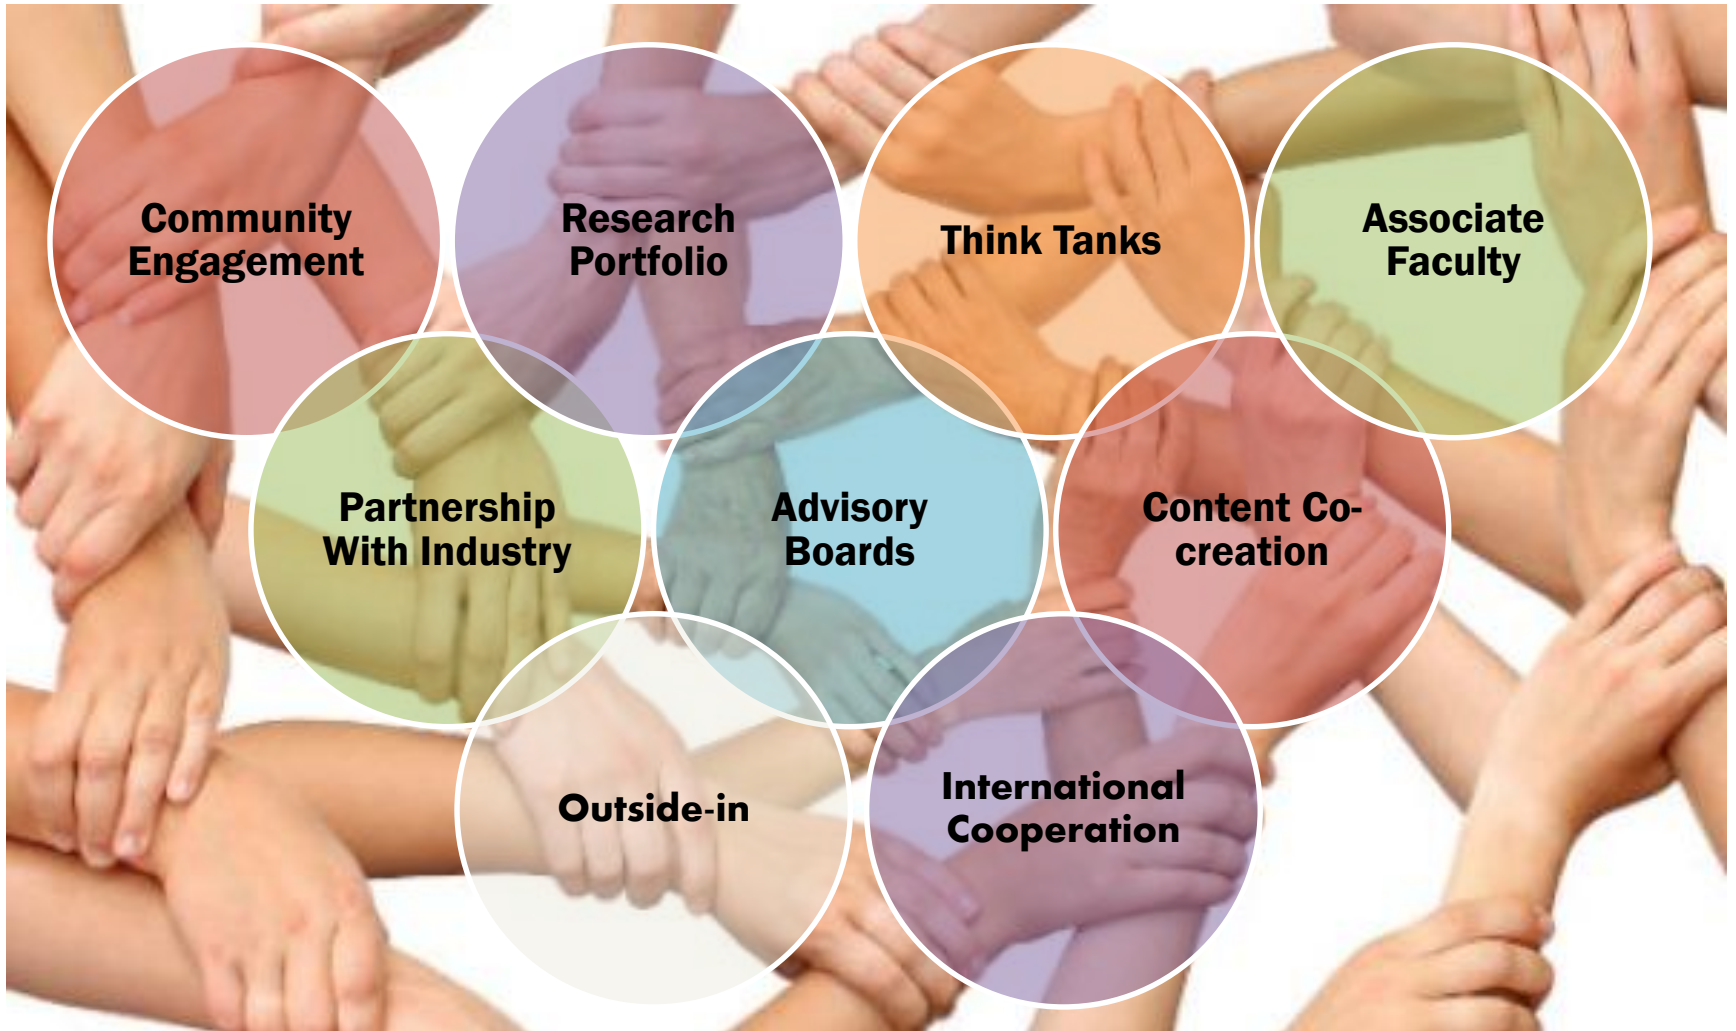 Community
Engagement
Research
Portfolio
Think Tanks
Associate
Faculty
Partnership
With Industry
Advisory
Boards
Content Co-
creation
Outside-in
International
Cooperation